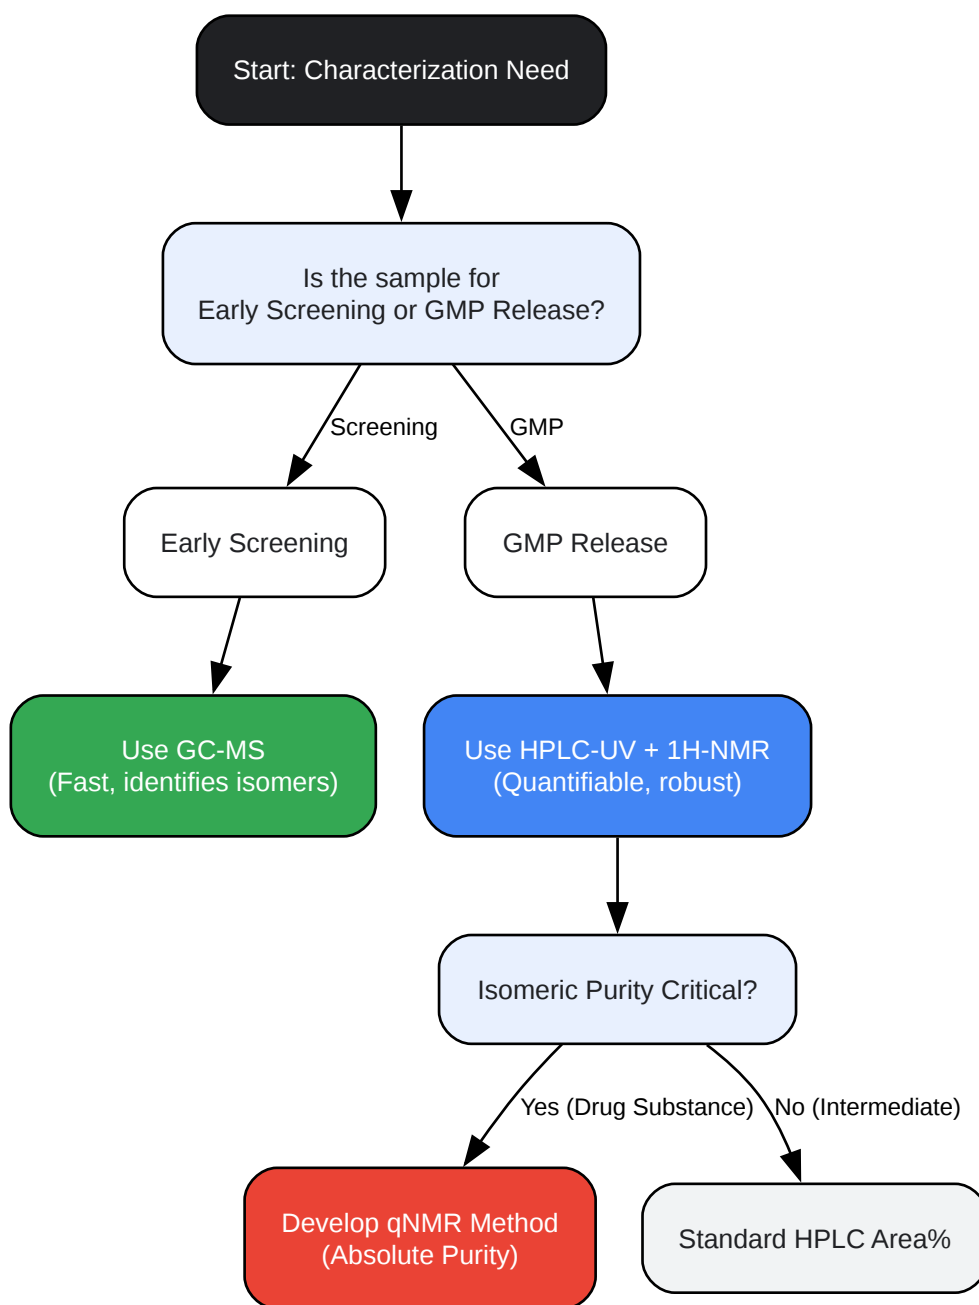 Start: Characterization Need
Is the sample for
Early Screening or GMP Release?
Screening
GMP
Early Screening
GMP Release
Use GC-MS
(Fast, identifies isomers)
Use HPLC-UV + 1H-NMR
(Quantifiable, robust)
Isomeric Purity Critical?
Yes (Drug Substance)
No (Intermediate)
Develop qNMR Method
(Absolute Purity)
Standard HPLC Area%